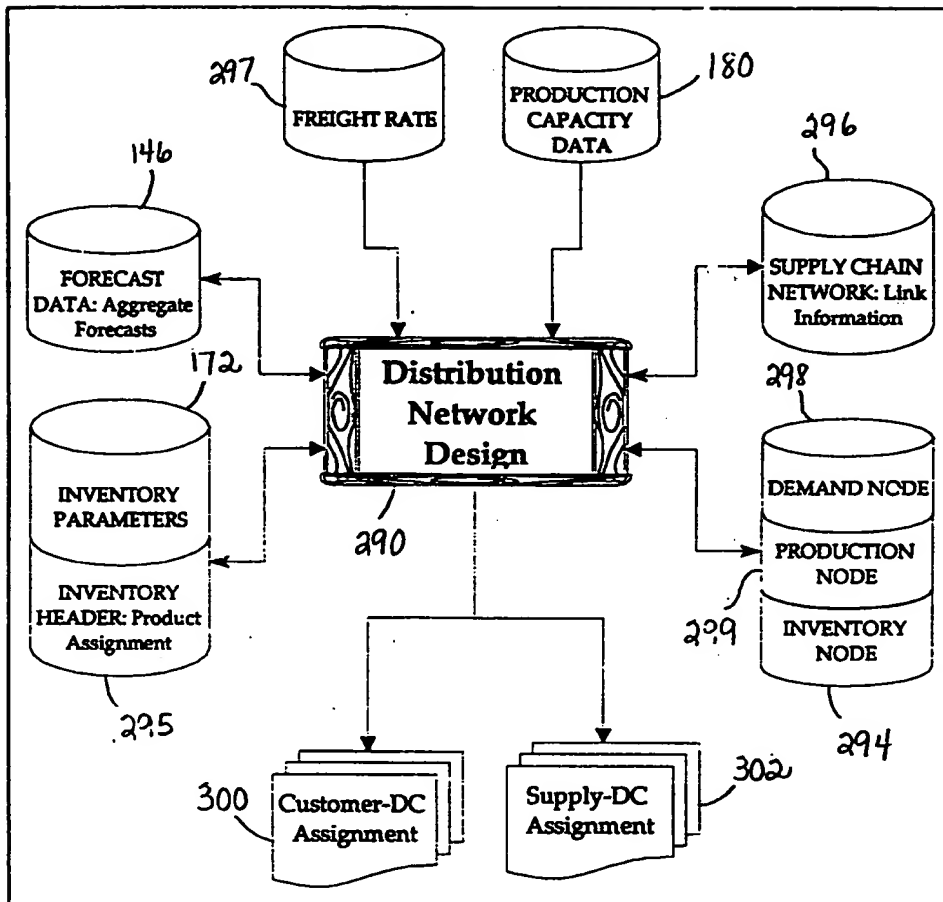 297
FREIGHT RATE
PRODUCTION
CAPACITY
DATA
180
146
FORECAST
DATA: Aggregate
Forecasts
296
SUPPLY CHAIN
NETWORK: Link
Information
Distribution
Network
Design
290
172
INVENTORY
PARAMETERS
INVENTORY
HEADER: Product
Assignment
295
298
DEMAND NODE
PRODUCTION
NODE
299
INVENTORY
NODE
294
300
Customer-DC
Assignment
Supply-DC
Assignment
302